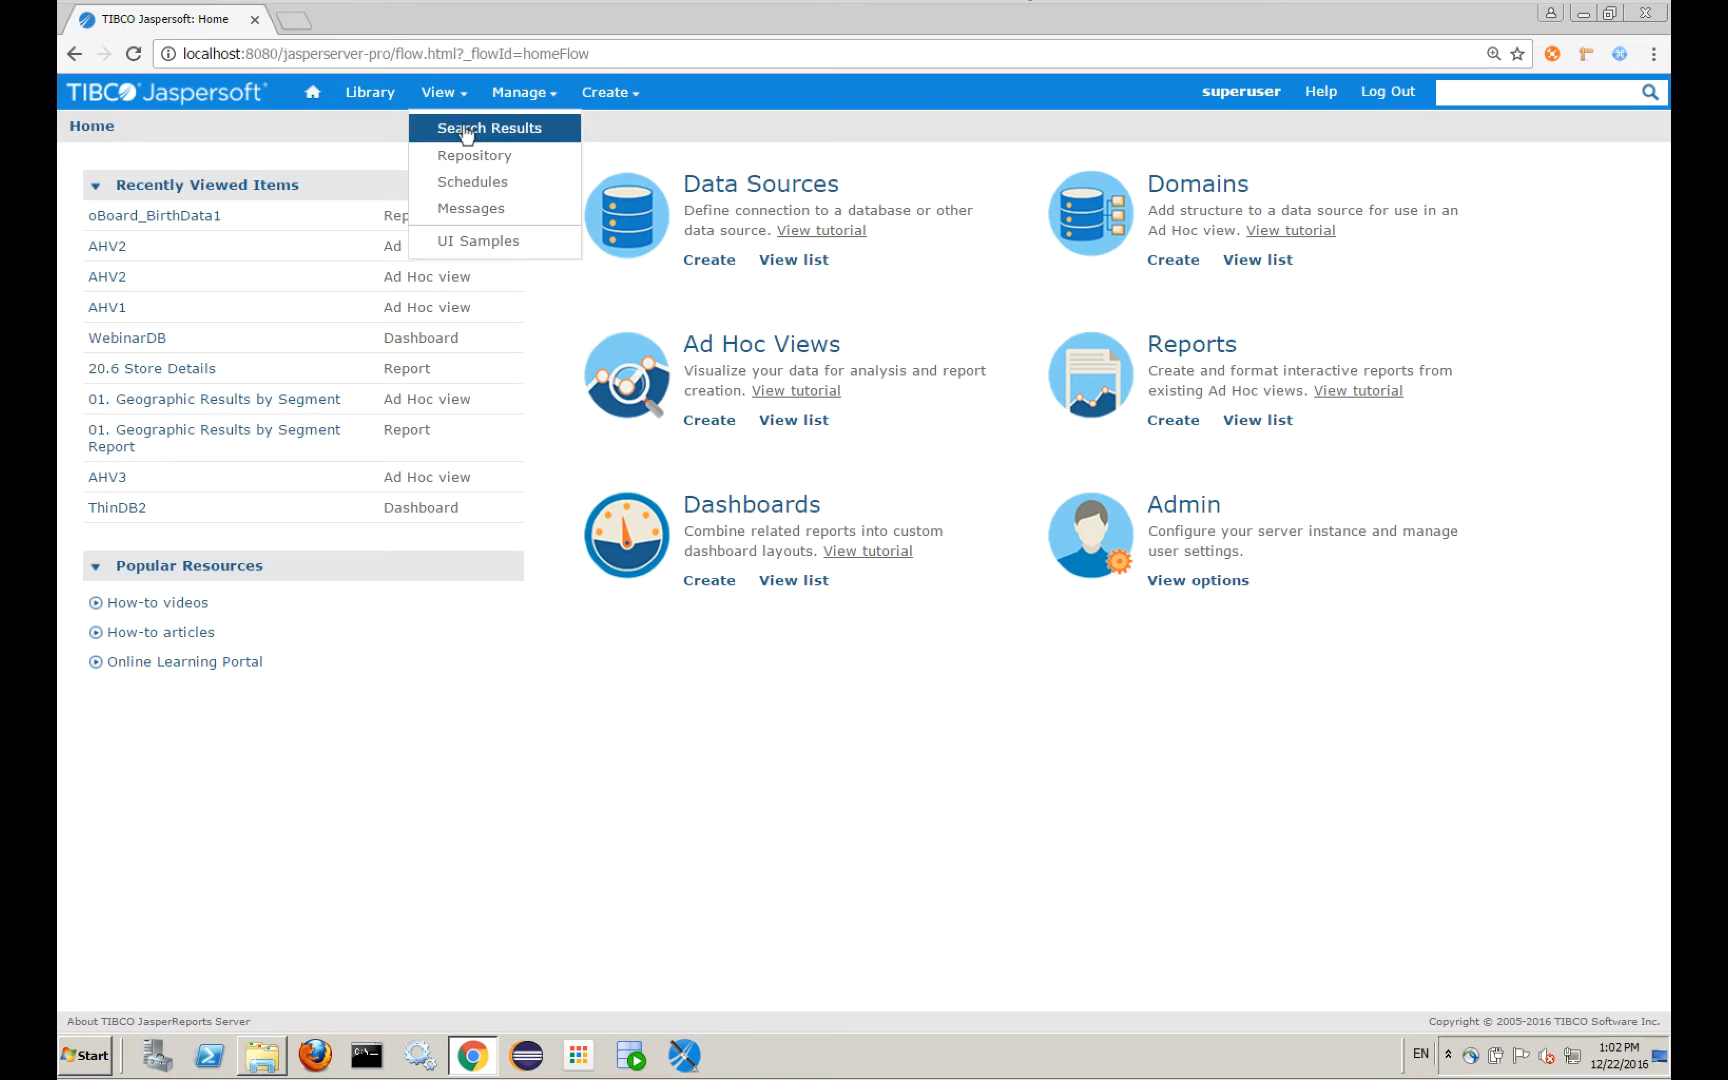 TIBCO Jaspersoft: Home
localhost:8080/jasperserver-pro/flow.html?_flowId=homeFlow
TIBCO Jaspersoft
Library
View
Manage
Create
superuser
Help
Log Out
Home
Search Results
Repository
Schedules
Messages
UI Samples
Recently Viewed Items
oBoard_BirthData1
Rep
AHV2
Ad
AHV2
Ad Hoc view
AHV1
Ad Hoc view
WebinarDB
Dashboard
20.6 Store Details
Report
01. Geographic Results by Segment
Ad Hoc view
01. Geographic Results by Segment
Report
Report
AHV3
Ad Hoc view
ThinDB2
Dashboard
Popular Resources
How-to videos
How-to articles
Online Learning Portal
Data Sources
Define connection to a database or other
data source. View tutorial
Create
View list
Domains
Add structure to a data source for use in an
Ad Hoc view. View tutorial
Create
View list
Ad Hoc Views
Visualize your data for analysis and report
creation. View tutorial
Create
View list
Reports
Create and format interactive reports from
existing Ad Hoc views. View tutorial
Create
View list
Dashboards
Combine related reports into custom
dashboard layouts. View tutorial
Create
View list
Admin
Configure your server instance and manage
user settings.
View options
About TIBCO JasperReports Server
Copyright © 2005-2016 TIBCO Software Inc.
Start
EN
1:02 PM
12/22/2016